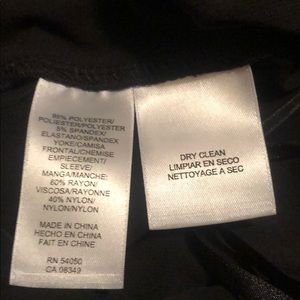 95% POLYESTER/
POLIESTER/POLYESTER
5% SPANDEX/
ELASTANO/SPANDEX
YOKE/CAMISA
FRONTAL/CHEMISE
EMPIECEMENT/
SLEEVE/
MANGA/MANCHE:
60% RAYON/
VISCOSA/RAYONNE
40% NYLON/
NYLON/NYLON
MADE IN CHINA
HECHO EN CHINA
FAIT EN CHINE
RN 54050
CA 08349
DRY CLEAN
LIMPIAR EN SECO
NETTOYAGE A SEC